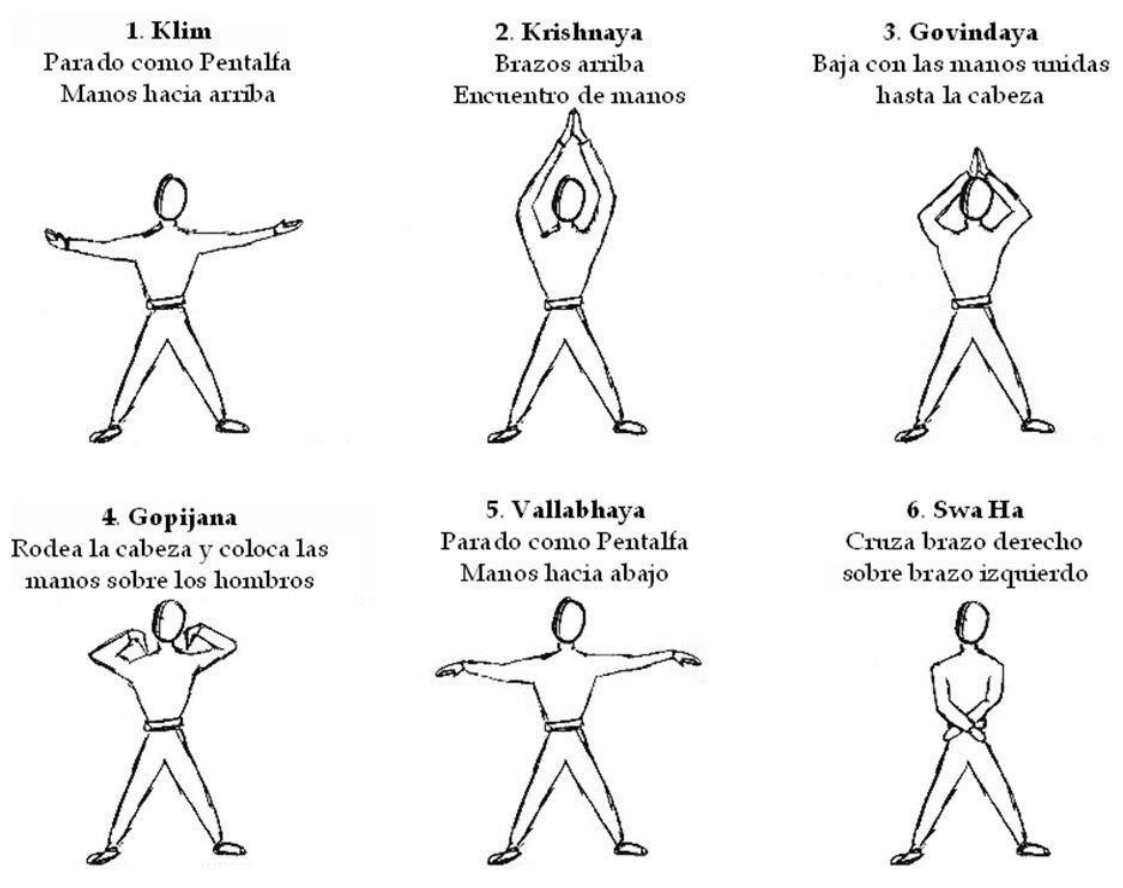 1. Klim
Parado como Pentalfa
Manos hacia arriba
2. Krishnaya
Brazos arriba
Encuentro de manos
3. Govindaya
Baja con las manos unidas
hasta la cabeza
4. Gopijana
Rodea la cabeza y coloca las
manos sobre los hombros
5. Vallabhaya
Parado como Pentalfa
Manos hacia abajo
6. Swa Ha
Cruza brazo derecho
sobre brazo izquierdo